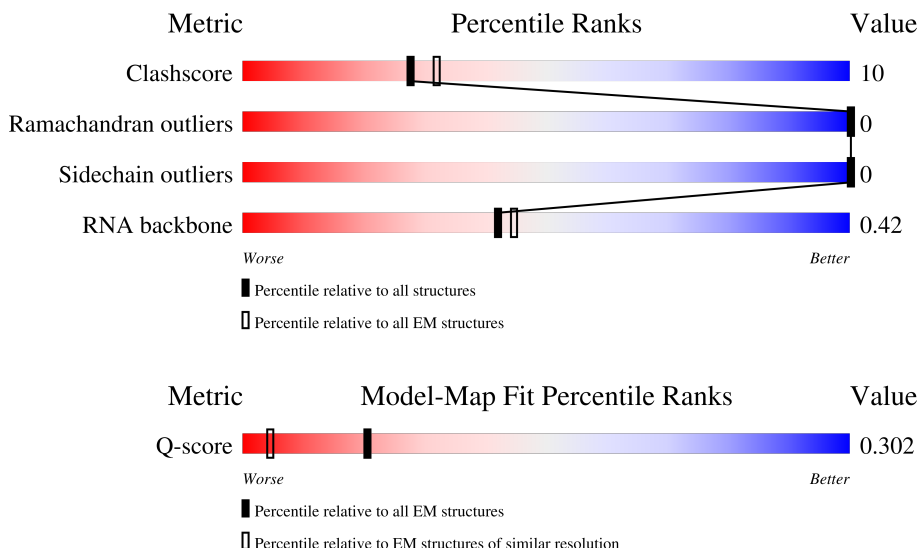 Metric Percentile Ranks Value
Clashscore 10
Ramachandran outliers 0
Sidechain outliers 0
RNA backbone 0.42
Worse Better
Percentile relative to all structures
Percentile relative to all EM structures
Metric Model-Map Fit Percentile Ranks Value
Q-score 0.302
Worse Better
Percentile relative to all EM structures
Percentile relative to EM structures of similar resolution